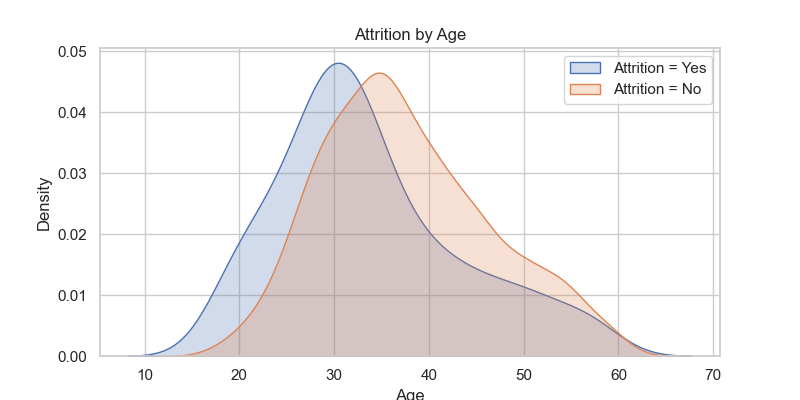 Attrition by Age
Attrition = Yes
Attrition = No
Density
0.05
0.04
0.03
0.02
0.01
0.00
10 20 30 40 50 60 70
Age